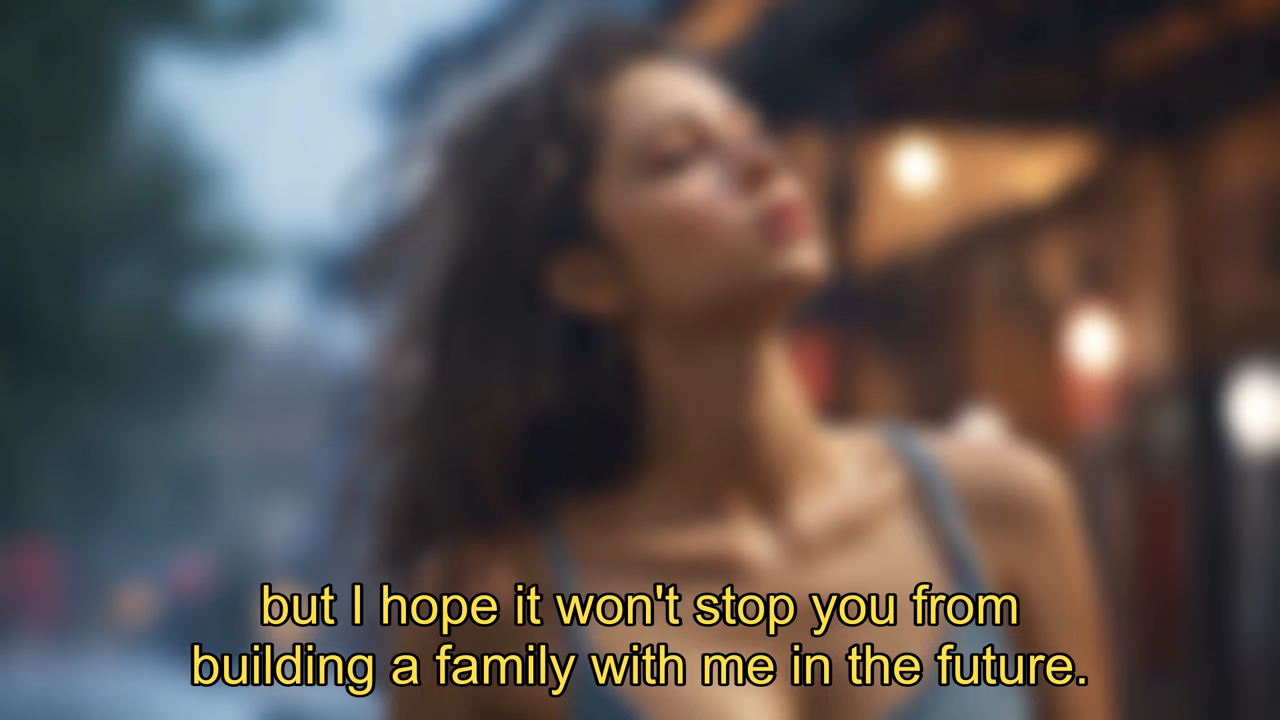 but I hope it won't stop you from
building a family with me in the future.